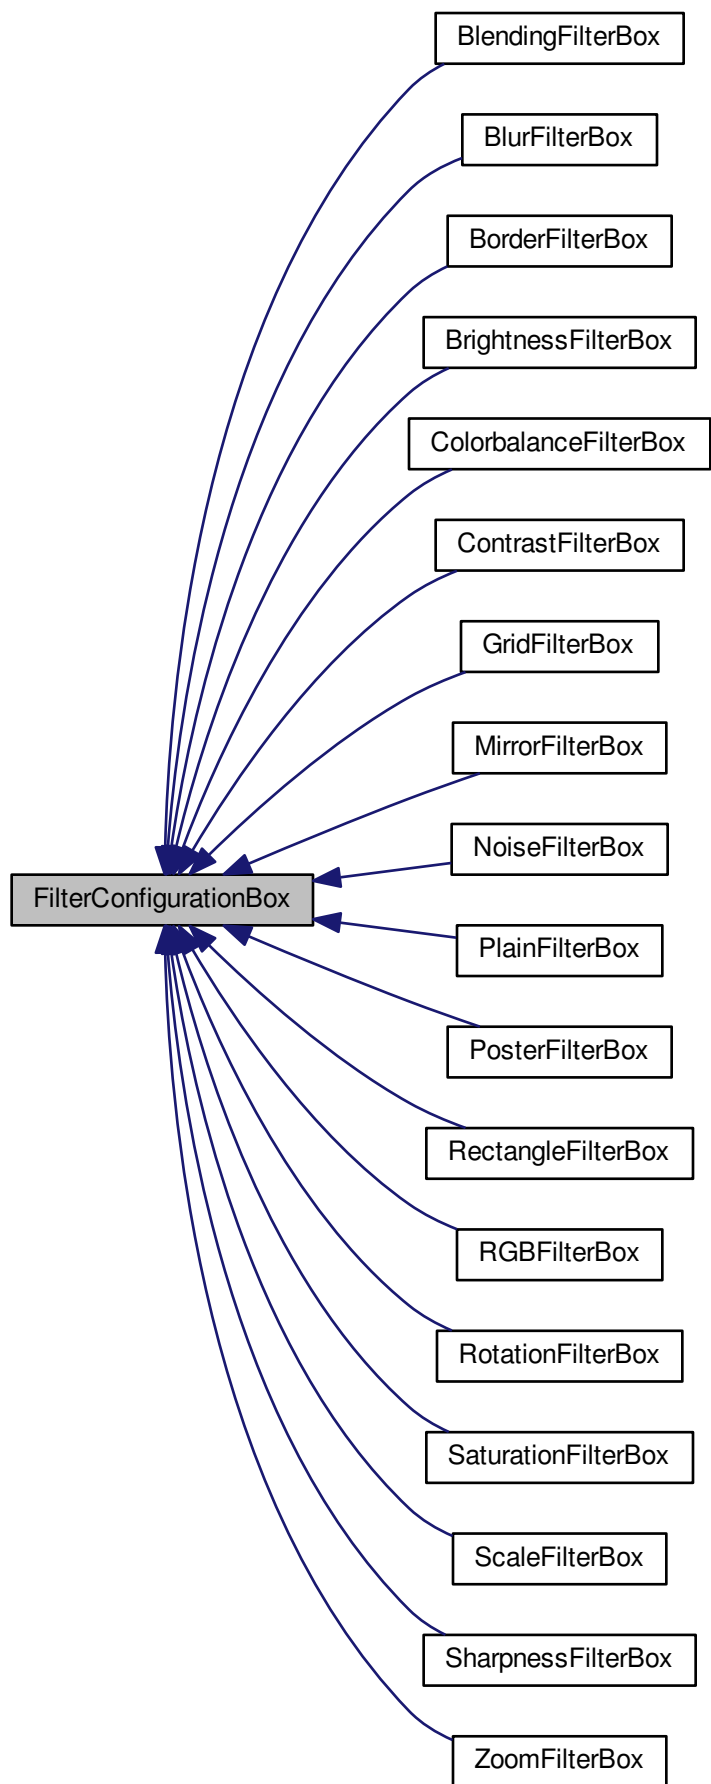 BlendingFilterBox
BlurFilterBox
BorderFilterBox
BrightnessFilterBox
ColorbalanceFilterBox
ContrastFilterBox
GridFilterBox
MirrorFilterBox
NoiseFilterBox
FilterConfigurationBox
PlainFilterBox
PosterFilterBox
RectangleFilterBox
RGBFilterBox
RotationFilterBox
SaturationFilterBox
ScaleFilterBox
SharpnessFilterBox
ZoomFilterBox